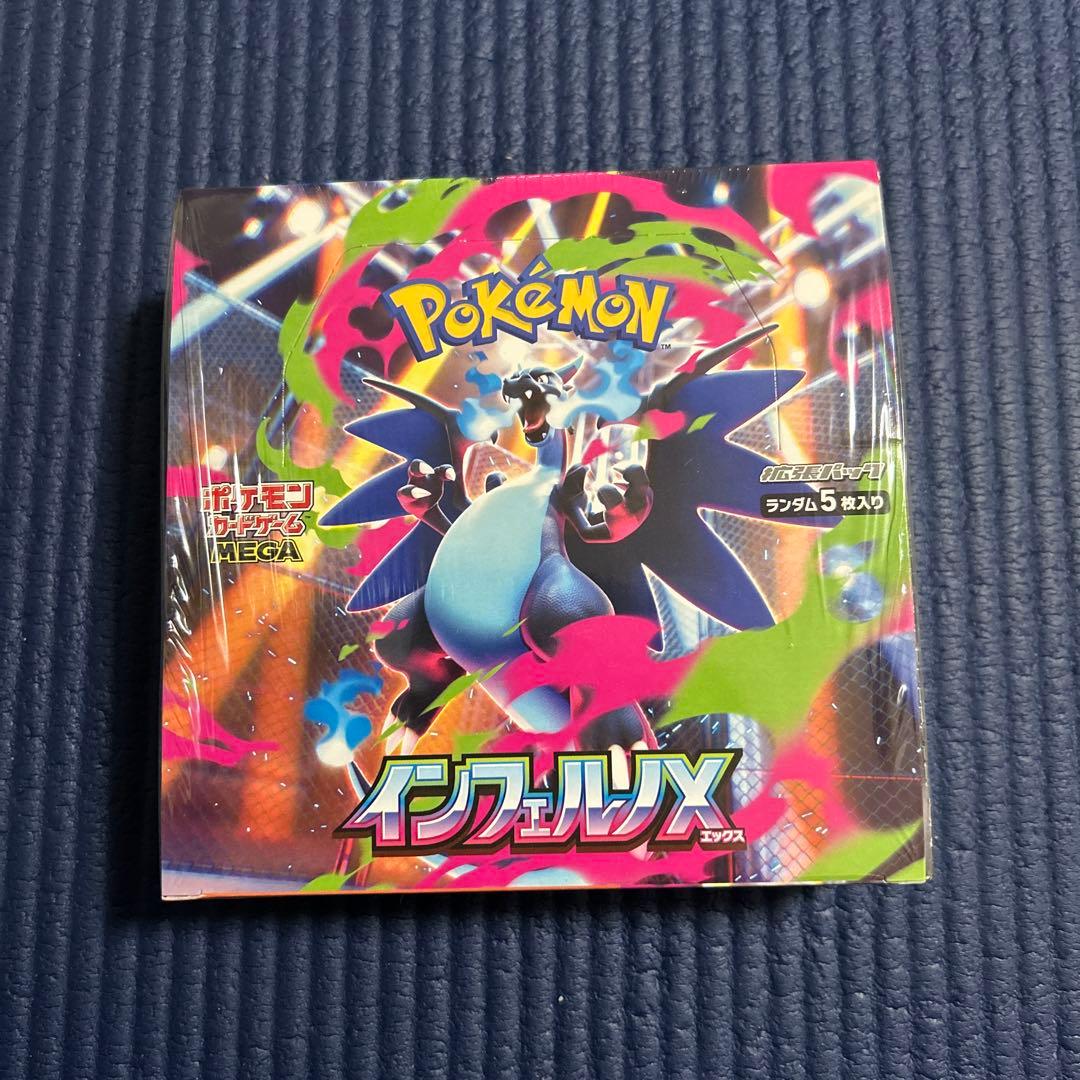 POKéMON
TM
拡張パック
ランダム5枚入り
ポケモン
カードゲーム
MEGA
インフェルノX
エックス